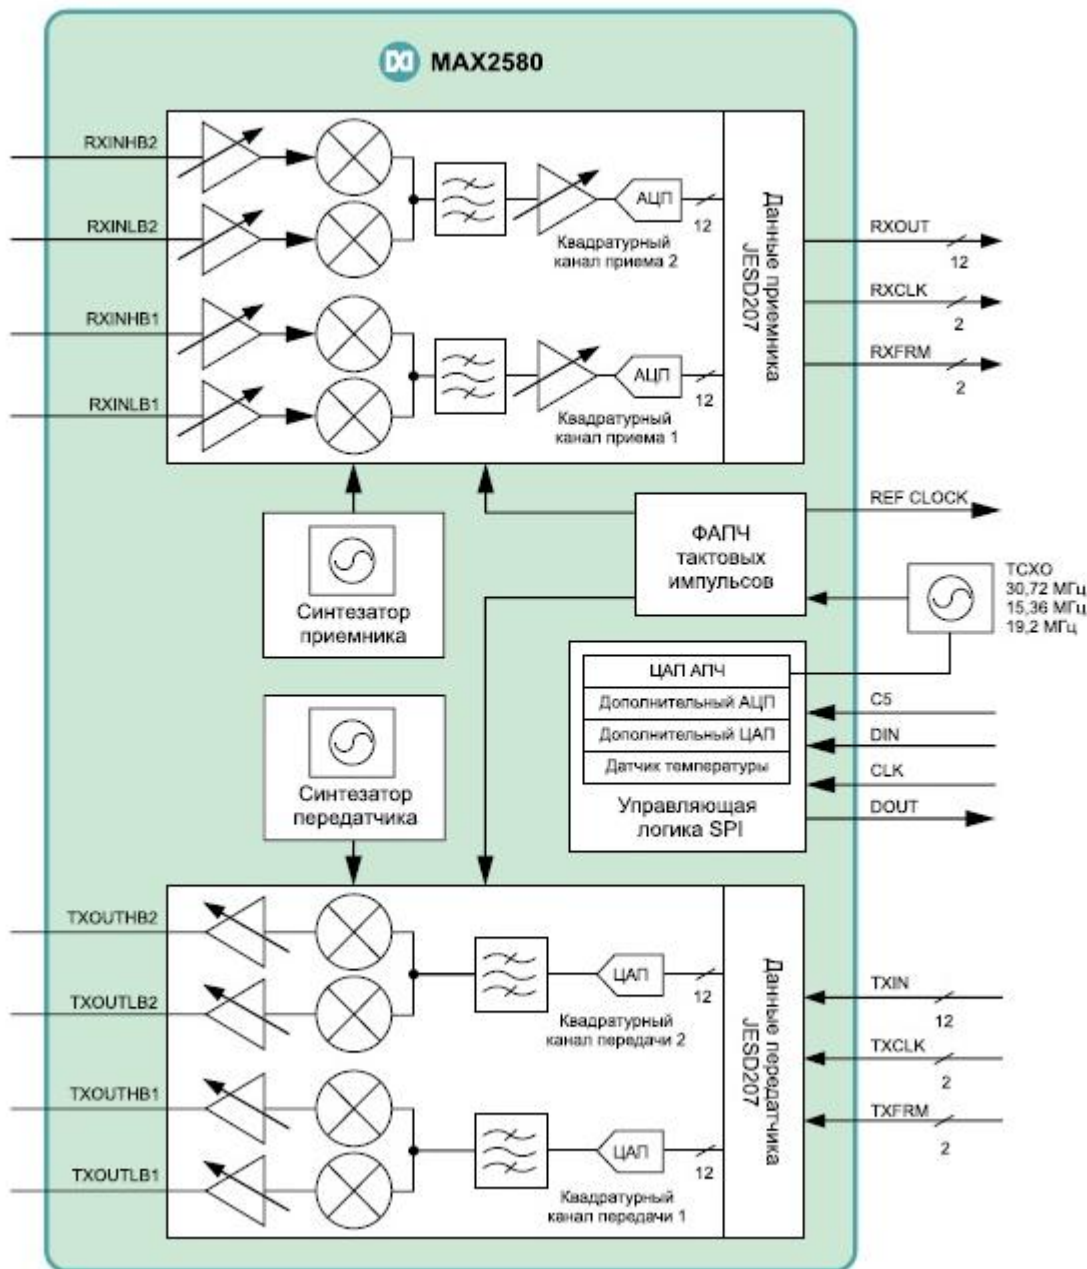 MAX2580
RXINHB2
RXINLB2
RXINHB1
RXINLB1
АЦП
12
Квадратурный
канал приема 2
АЦП
12
Квадратурный
канал приема 1
Данные приемника
JESD207
RXOUT
12
RXCLK
2
RXFRM
2
Синтезатор
приемника
ФАПЧ
тактовых
импульсов
REF CLOCK
TCXO
30,72 МГц
15,36 МГц
19,2 МГц
ЦАП АПЧ
Дополнительный АЦП
Дополнительный ЦАП
Датчик температуры
Управляющая
логика SPI
C5
DIN
CLK
DOUT
Синтезатор
передатчика
TXOUTHB2
TXOUTLB2
TXOUTHB1
TXOUTLB1
ЦАП
12
Квадратурный
канал передачи 2
ЦАП
12
Квадратурный
канал передачи 1
Данные передатчика
JESD207
TXIN
12
TXCLK
2
TXFRM
2